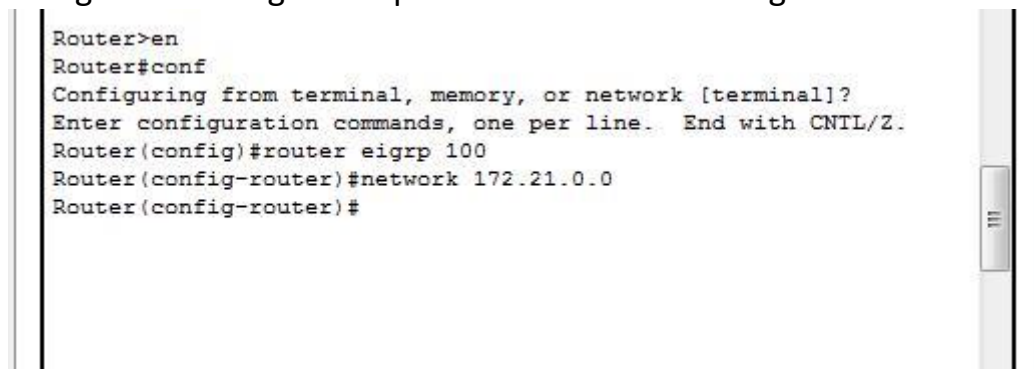 Router>en
Router#conf
Configuring from terminal, memory, or network [terminal]?
Enter configuration commands, one per line.  End with CNTL/Z.
Router(config)#router eigrp 100
Router(config-router)#network 172.21.0.0
Router(config-router)#